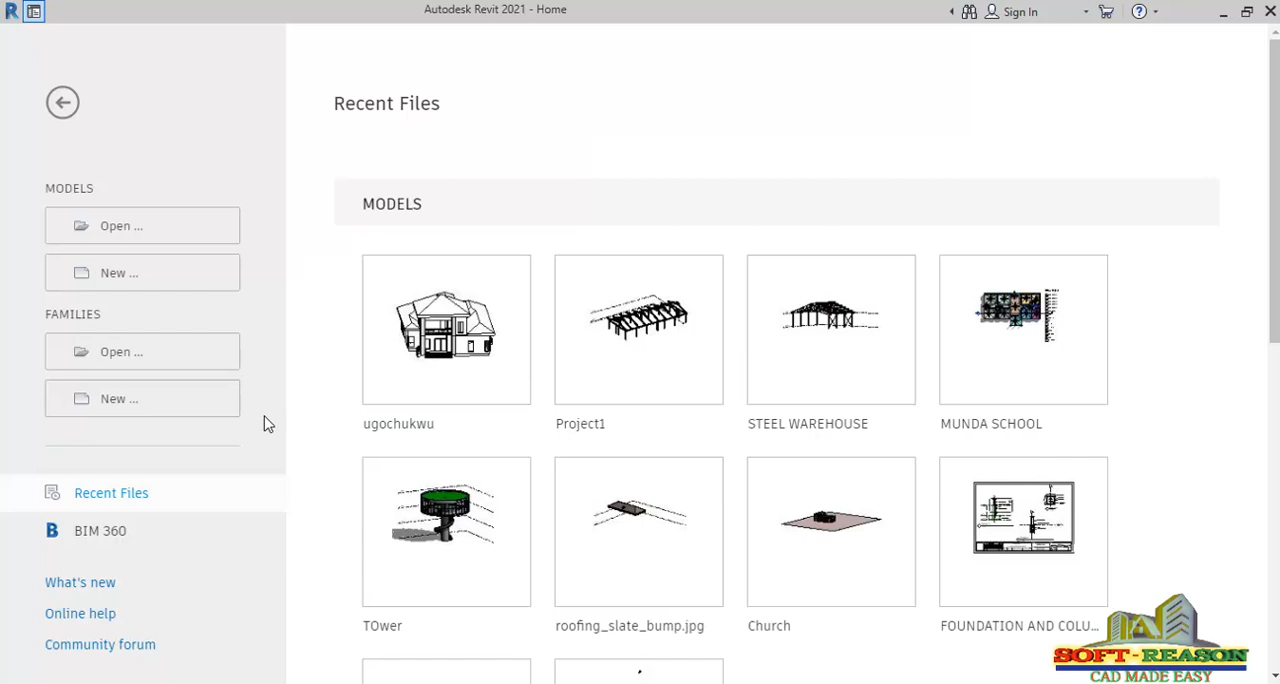 Autodesk Revit 2021 - Home
Sign In
Recent Files
MODELS
Open ...
New ...
FAMILIES
Open ...
New ...
Recent Files
BIM 360
What's new
Online help
Community forum
MODELS
ugochukwu
Project1
STEEL WAREHOUSE
MUNDA SCHOOL
TOwer
roofing_slate_bump.jpg
Church
FOUNDATION AND COLU...
SOFT-REASON
CAD MADE EASY